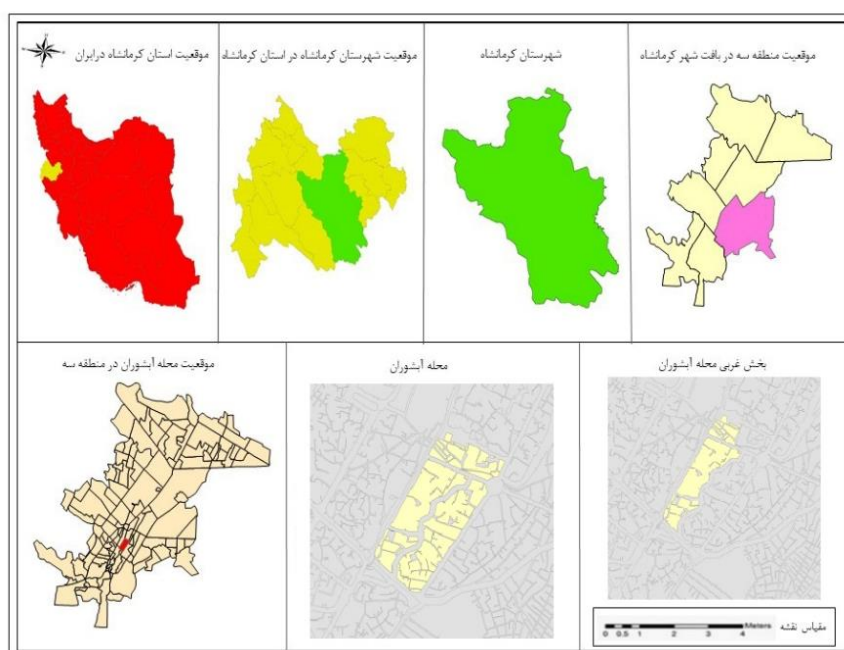 موقعیت استان کرمانشاه درایران
موقعیت شهرستان کرمانشاه در استان کرمانشاه
شهرستان کرمانشاه
موقعیت منطقه سه در بافت شهر کرمانشاه
موقعیت محله آبشوران در منطقه سه
محله آبشوران
بخش غربی محله آبشوران
مقیاس نقشه
Meters
0 0.5 1 2 3 4